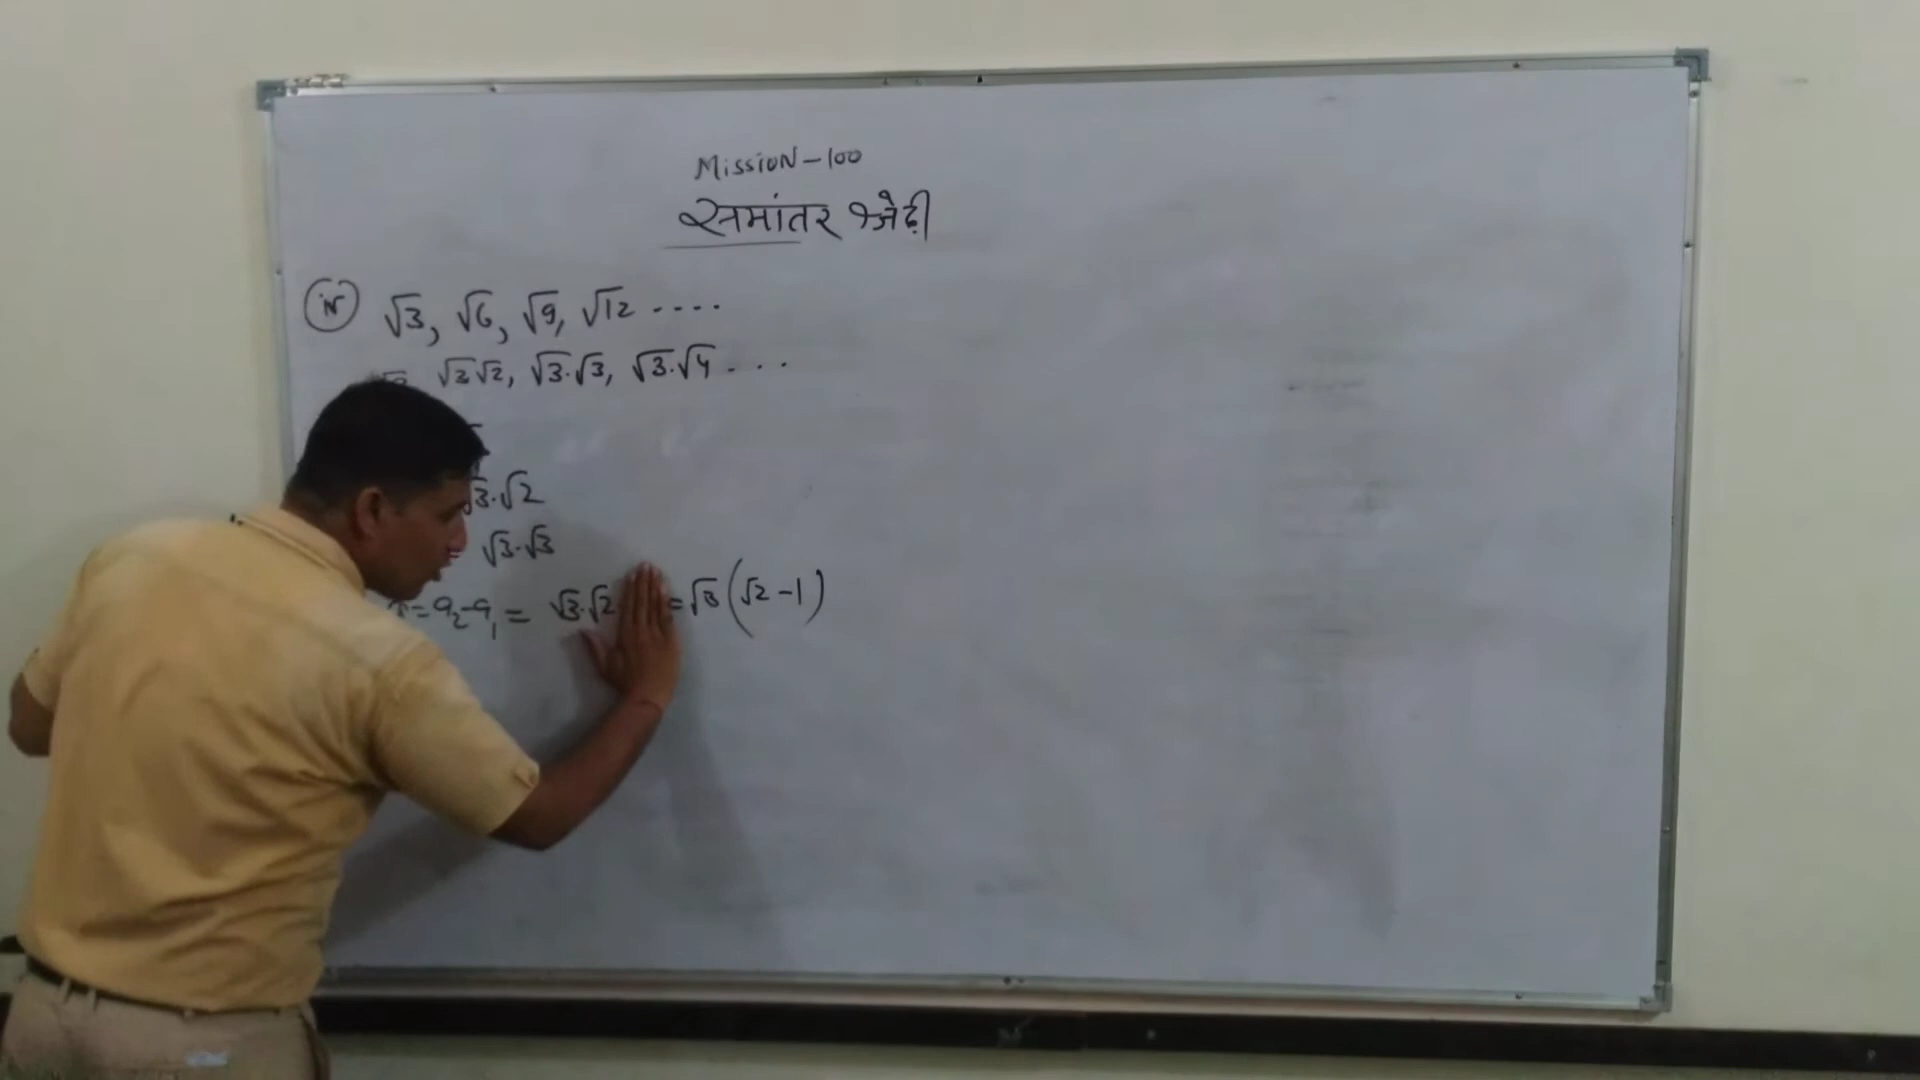 MISSION-100
समांतर श्रेढ़ी
(iv) √3, √6, √9, √12 ....
√3 √2, √3·√3, √3·√4 ...
√3·√2
√3·√3
= a₂-a₁ = √3·√2 = √3(√2-1)